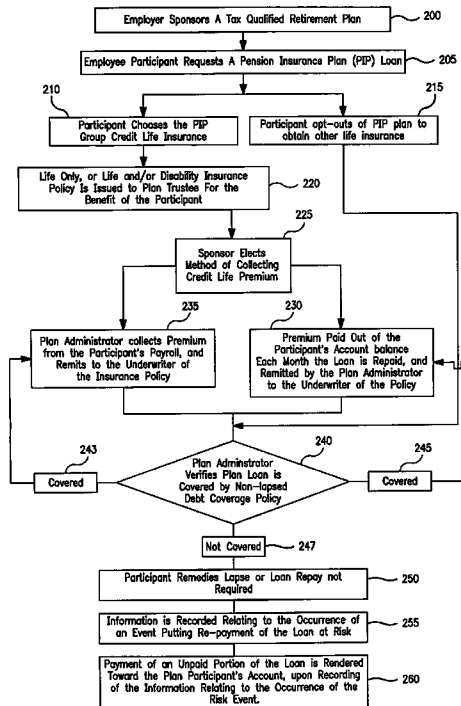 Employer Sponsors A Tax Qualified Retirement Plan
200
Employee Participant Requests A Pension Insurance Plan (PIP) Loan
205
210
215
Participant Chooses the PIP
Group Credit Life Insurance
Participant opt-outs of PIP plan to
obtain other life insurance
Life Only, or Life and/or Disability Insurance
Policy Is Issued to Plan Trustee For the
Benefit of the Participant
220
225
Sponsor Elects
Method of Collecting
Credit Life Premium
235
230
Plan Administrator collects Premium
from the Participant's Payroll, and
Remits to the Underwriter of
the Insurance Policy
Premium Paid Out of the
Participant's Account balance
Each Month the Loan is Repaid, and
Remitted by the Plan Administrator
to the Underwriter of the Policy
240
243
245
Plan Adminstrator
Verifies Plan Loan is
Covered by Non-lapsed
Debt Coverage Policy
Covered
Covered
Not Covered
247
Participant Remedies Lapse or Loan Repay not
Required
250
Information is Recorded Relating to the Occurrence of
an Event Putting Re-payment of the Loan at Risk
255
Payment of an Unpaid Portion of the Loan is Rendered
Toward the Plan Participant's Account, upon Recording
of the Information Relating to the Occurrence of the
Risk Event.
260